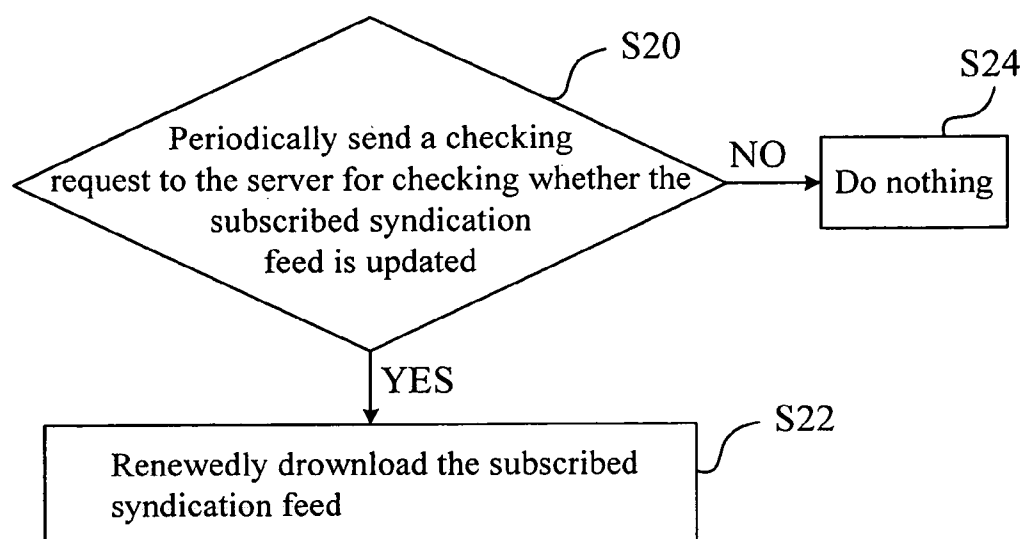 S20
S24
Periodically send a checking
request to the server for checking whether the
subscribed syndication
feed is updated
NO
Do nothing
YES
S22
Renewedly drownload the subscribed
syndication feed